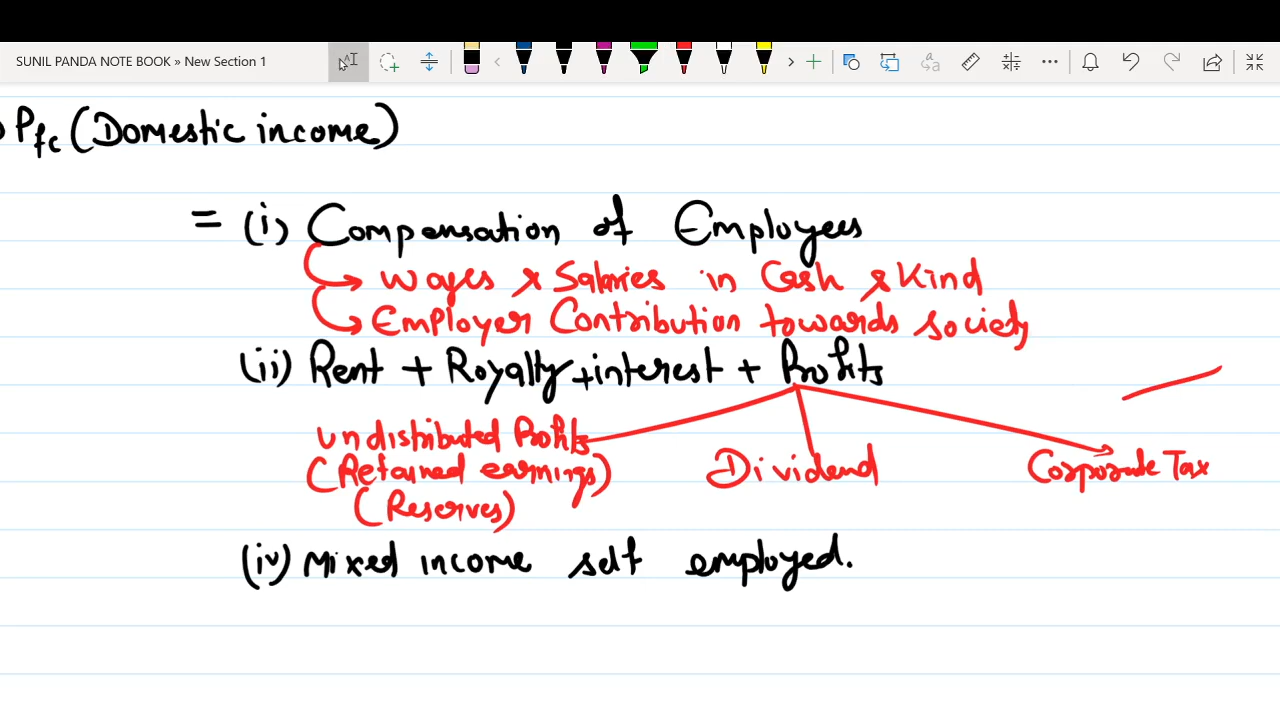 SUNIL PANDA NOTE BOOK » New Section 1
Pfc (Domestic income)
= (i) Compensation of Employees
→ Wages & Salaries in Cash & Kind
→ Employer Contribution towards society
(ii) Rent + Royalty + interest + Profits
undistributed Profits
(Retained earnings) Dividend Corporate Tax
(Reserves)
(iv) Mixed income self employed.